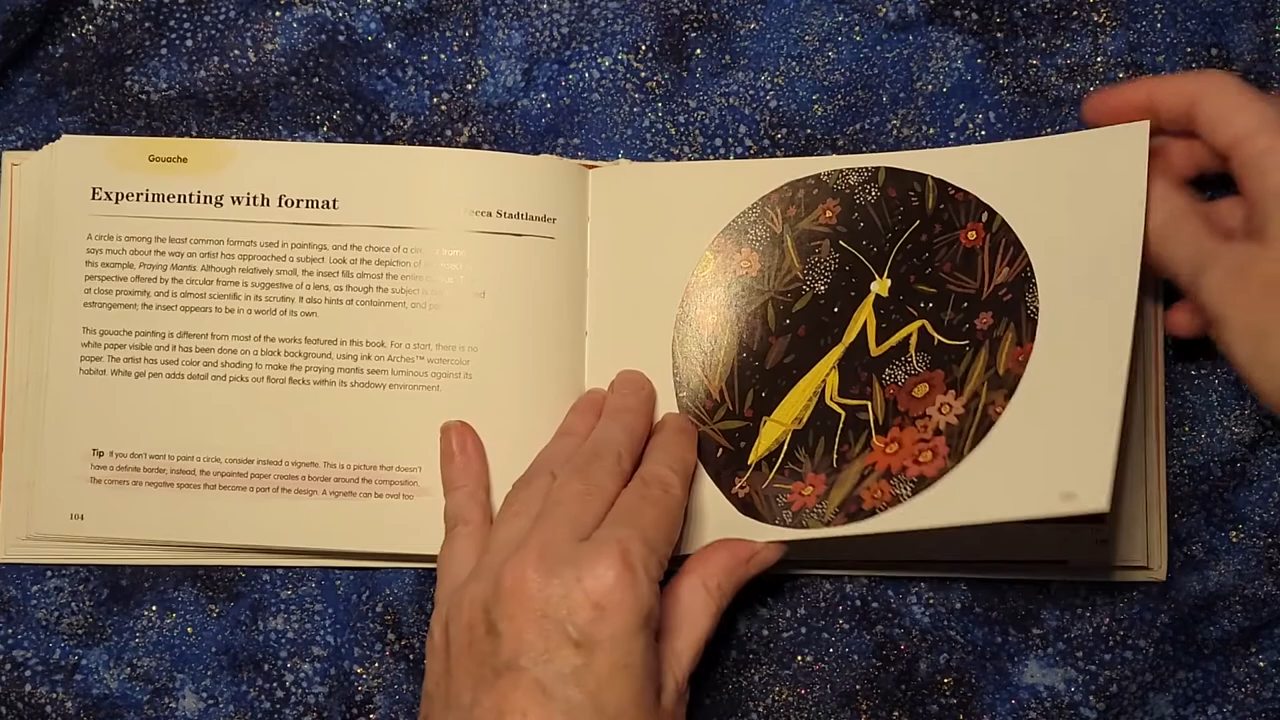 Gouache
Experimenting with format
ecca Stadtlander
A circle is among the least common formats used in paintings, and the choice of a cir frame
says much about the way an artist has approached a subject. Look at the depiction of
this example, Praying Mantis. Although relatively small, the insect fills almost the entire
perspective offered by the circular frame is suggestive of a lens, as though the subject is
at close proximity, and is almost scientific in its scrutiny. It also hints at containment, and
estrangement; the insect appears to be in a world of its own.
This gouache painting is different from most of the works featured in this book. For a start, there is no
white paper visible and it has been done on a black background, using ink on Arches™ watercolor
paper. The artist has used color and shading to make the praying mantis seem luminous against its
habitat. White gel pen adds detail and picks out floral flecks within its shadowy environment.
Tip If you don't want to paint a circle, consider instead a vignette. This is a picture that doesn't
have a definite border; instead, the unpainted paper creates a border around the composition.
The corners are negative spaces that become a part of the design. A vignette can be oval too
104